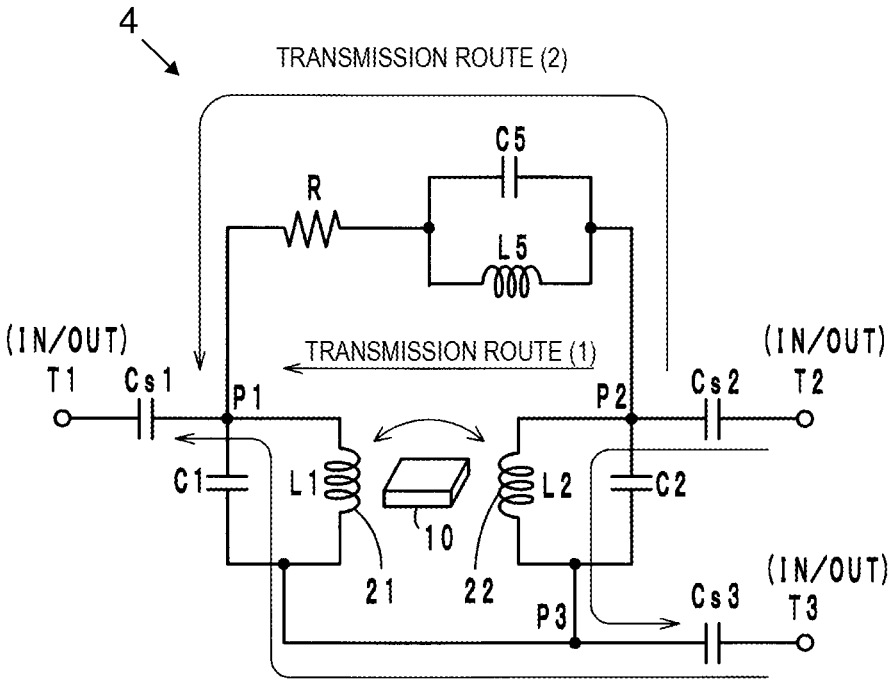 4
TRANSMISSION ROUTE (2)
C5
R
L5
(IN/OUT)
T1
Cs1
TRANSMISSION ROUTE (1)
(IN/OUT)
T2
Cs2
P1
P2
C1
L1
L2
C2
10
21
22
(IN/OUT)
T3
Cs3
P3